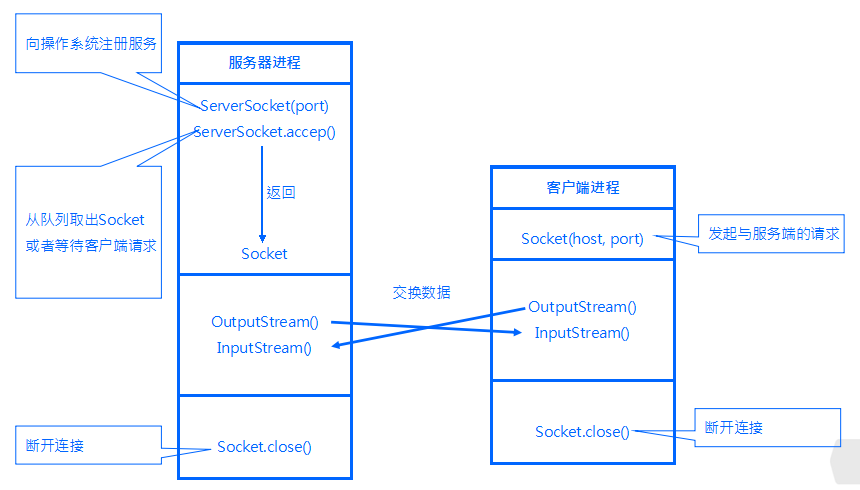 向操作系统注册服务
服务器进程
ServerSocket(port)
ServerSocket.accep()
返回
从队列取出Socket
或者等待客户端请求
Socket
客户端进程
Socket(host, port)
发起与服务端的请求
交换数据
OutputStream()
InputStream()
OutputStream()
InputStream()
断开连接
Socket.close()
Socket.close()
断开连接